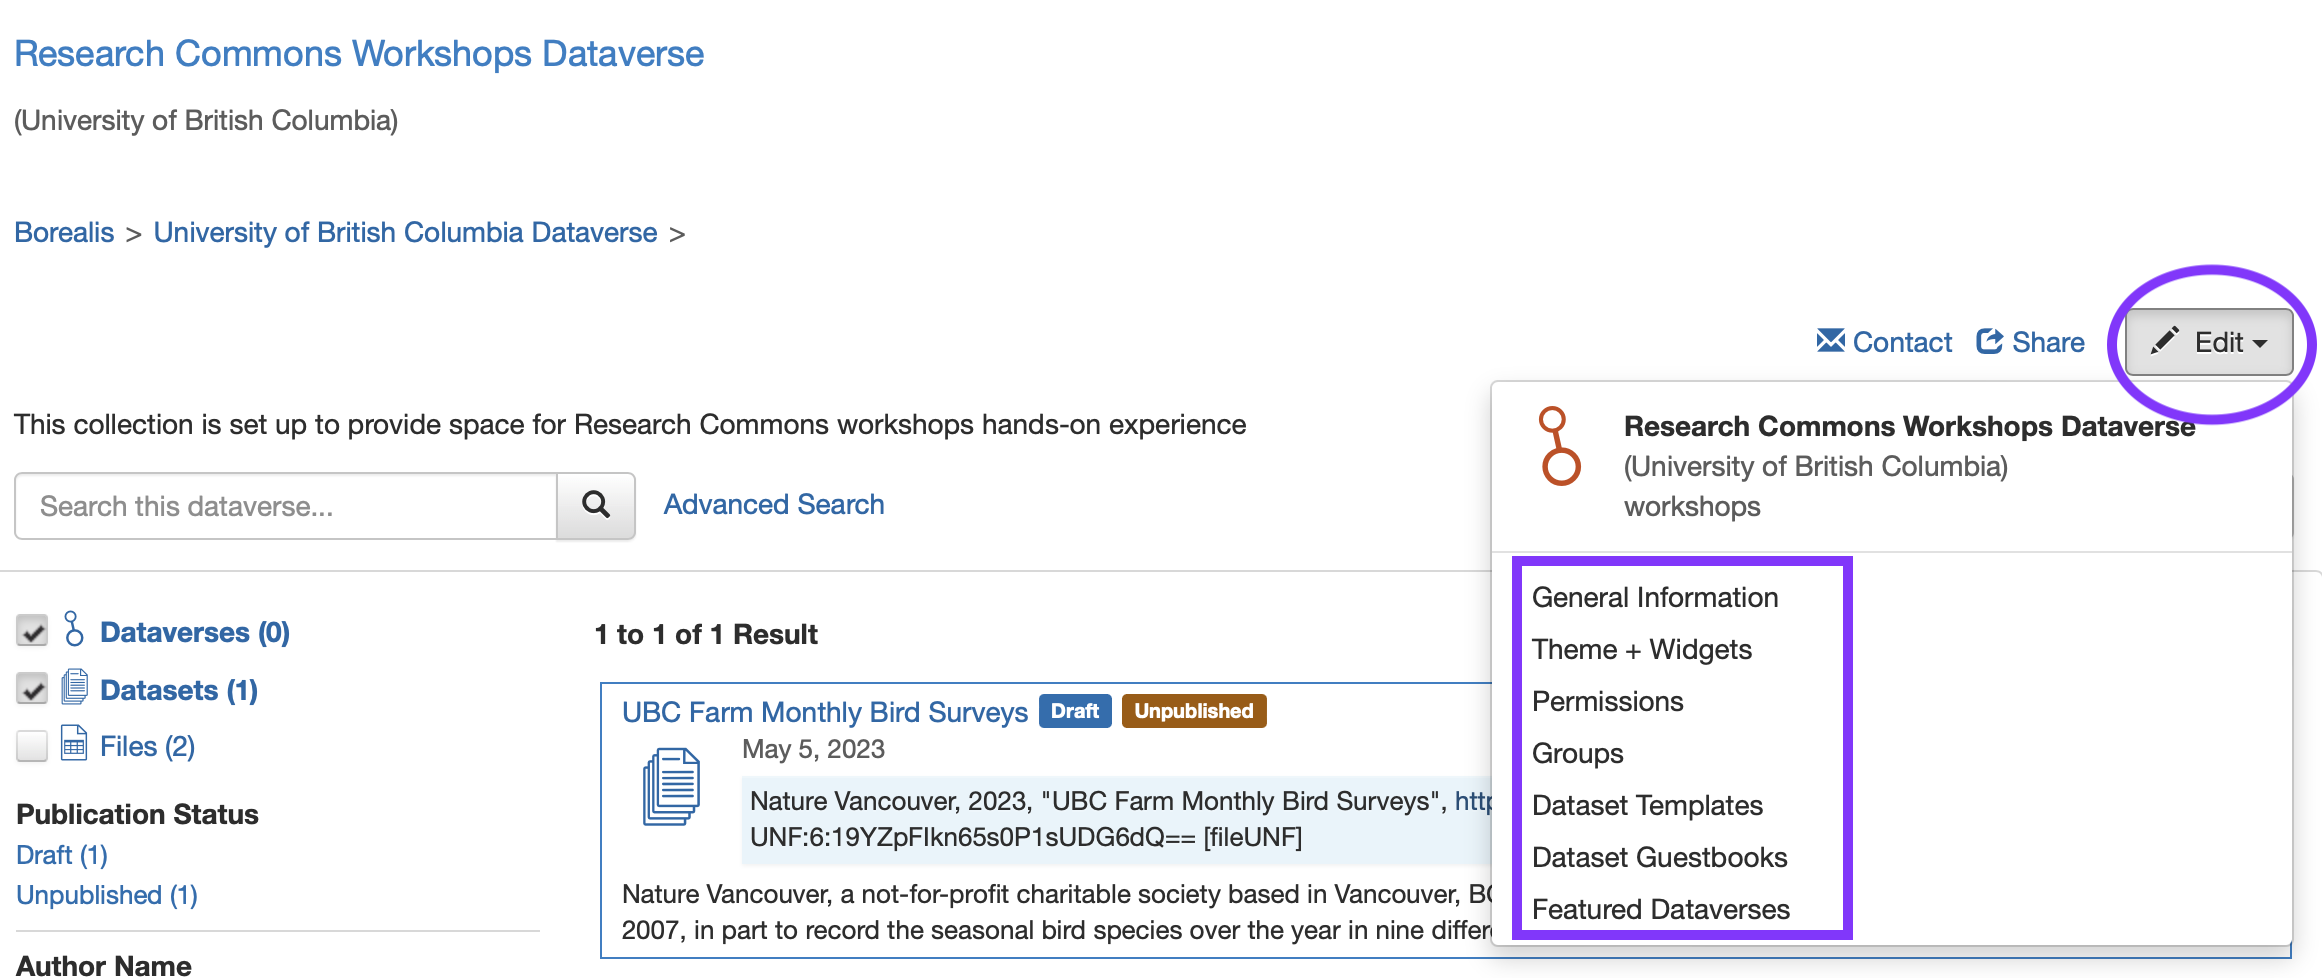 Research Commons Workshops Dataverse
(University of British Columbia)
Borealis > University of British Columbia Dataverse >
Contact Share Edit
This collection is set up to provide space for Research Commons workshops hands-on experience
Search this dataverse...
Advanced Search
Research Commons Workshops Dataverse
(University of British Columbia)
workshops
General Information
Theme + Widgets
Permissions
Groups
Dataset Templates
Dataset Guestbooks
Featured Dataverses
Dataverses (0)
Datasets (1)
Files (2)
Publication Status
Draft (1)
Unpublished (1)
Author Name
1 to 1 of 1 Result
UBC Farm Monthly Bird Surveys Draft Unpublished
May 5, 2023
Nature Vancouver, 2023, "UBC Farm Monthly Bird Surveys",
UNF:6:19YZpFIkn65s0P1sUDG6dQ== [fileUNF]
Nature Vancouver, a not-for-profit charitable society based in Vancouver,
2007, in part to record the seasonal bird species over the year in nine